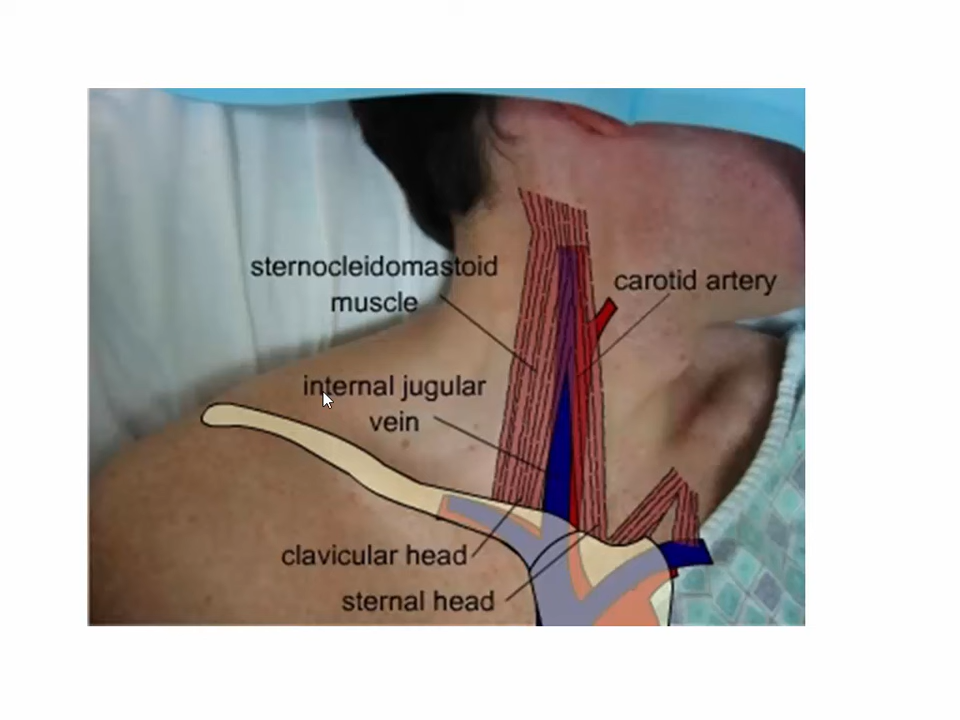 sternocleidomastoid
muscle
carotid artery
internal jugular
vein
clavicular head
sternal head